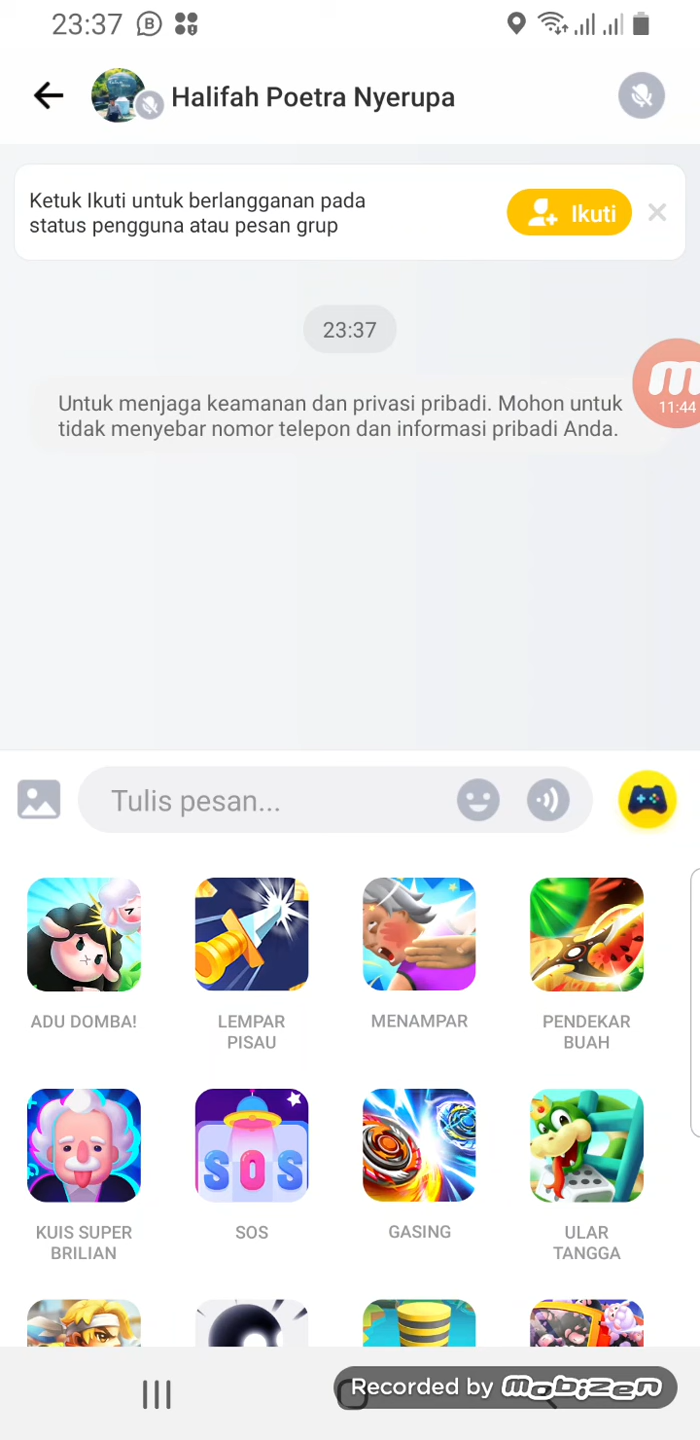 23:37
Halifah Poetra Nyerupa
Ketuk Ikuti untuk berlangganan pada
status pengguna atau pesan grup
Ikuti
23:37
11:44
Untuk menjaga keamanan dan privasi pribadi. Mohon untuk
tidak menyebar nomor telepon dan informasi pribadi Anda.
Tulis pesan...
ADU DOMBA!
LEMPAR
PISAU
MENAMPAR
PENDEKAR
BUAH
SOS
KUIS SUPER
BRILIAN
SOS
GASING
ULAR
TANGGA
Recorded by mobizen